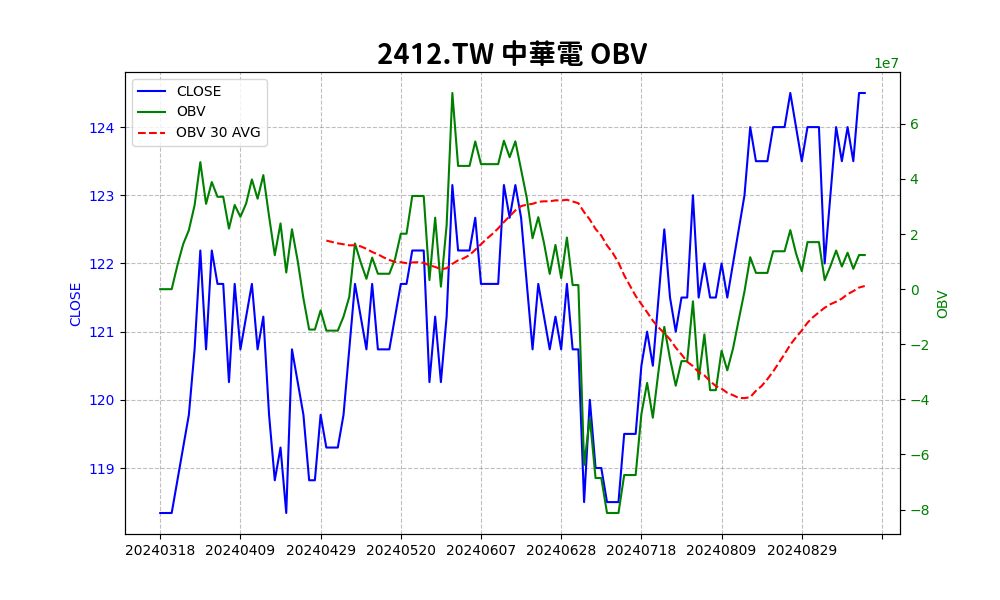 2412.TW 中華電 OBV
1e7
CLOSE
OBV
OBV 30 AVG
124
123
122
121
120
119
CLOSE
6
4
2
0
−2
−4
−6
−8
OBV
20240318 20240409 20240429 20240520 20240607 20240628 20240718 20240809 20240829